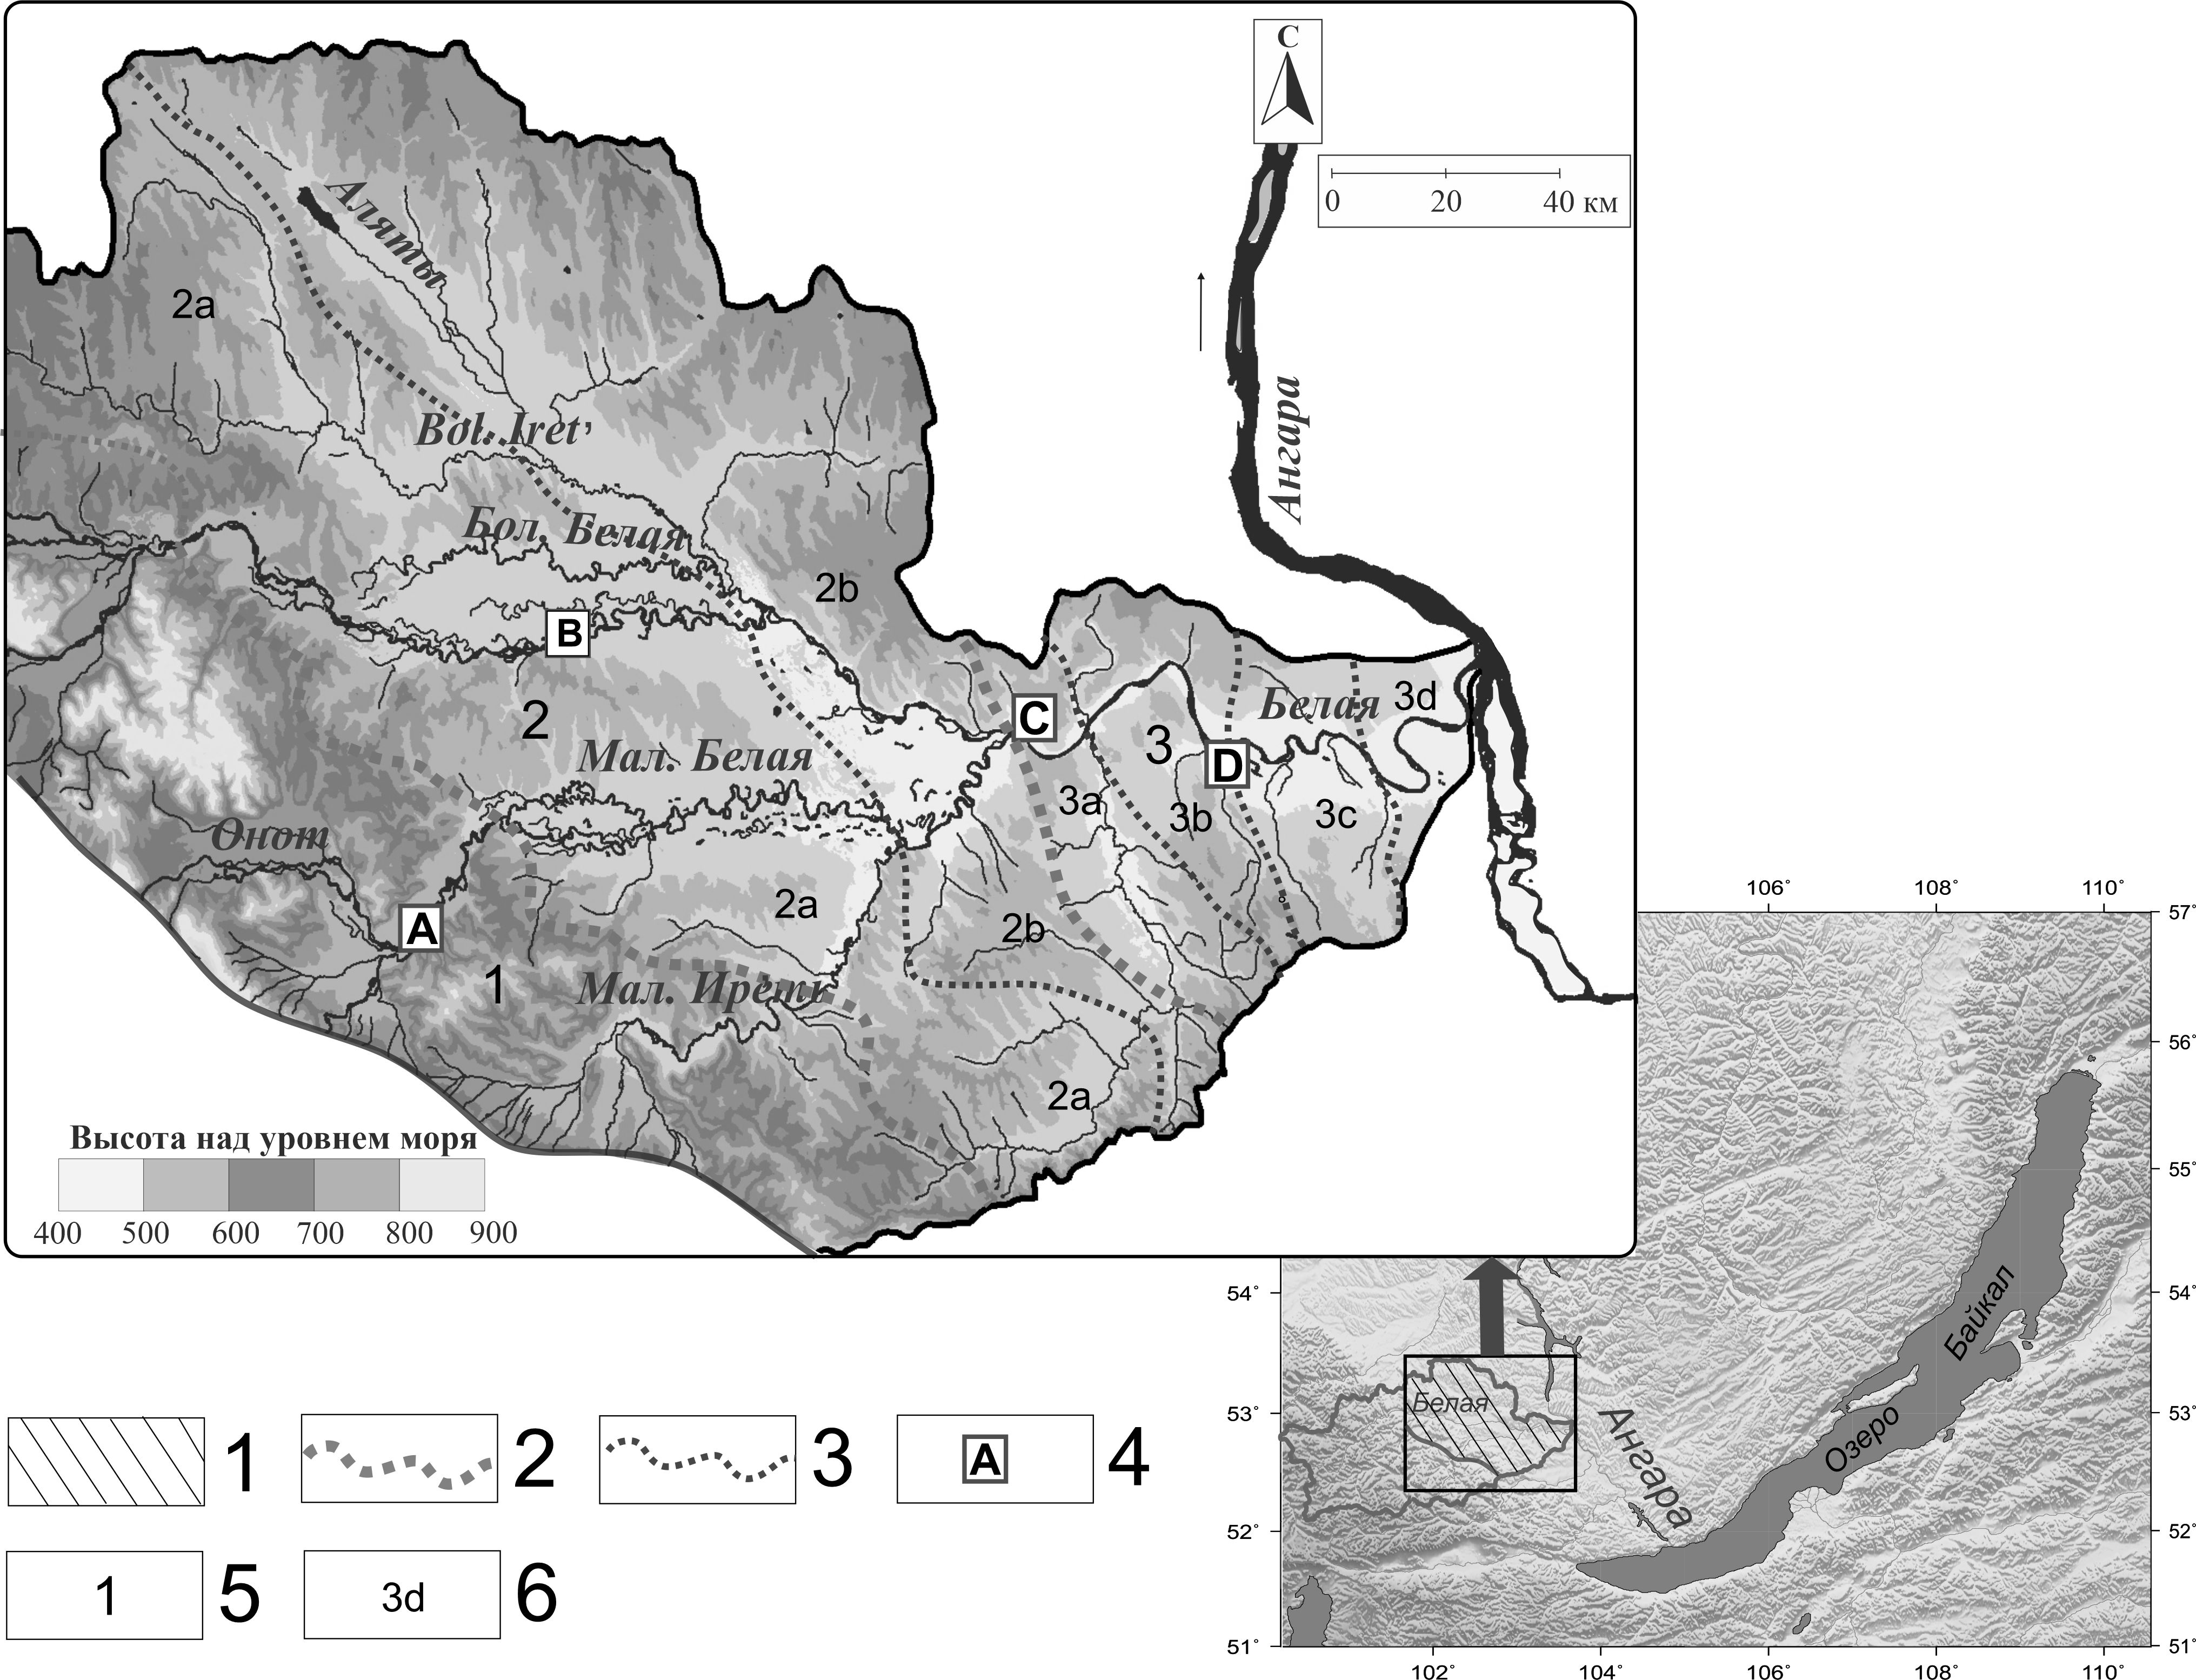 С
0 20 40 км
Аляты
2a
Ангара
Bol. Iret'
Бол. Белая
2b
B
3d
Белая
C
2
3
Мал. Белая
D
3a
3b
3c
Онот
106° 108° 110°
2a
57°
A
2b
1
Мал. Иреть
56°
2a
Высота над уровнем моря
55°
400 500 600 700 800 900
54° 54°
Байкал
Белая
53° 53°
Ангара
Озеро
1 2 3 A 4
52° 52°
1 5 3d 6
51° 51°
102° 104° 106° 108° 110°